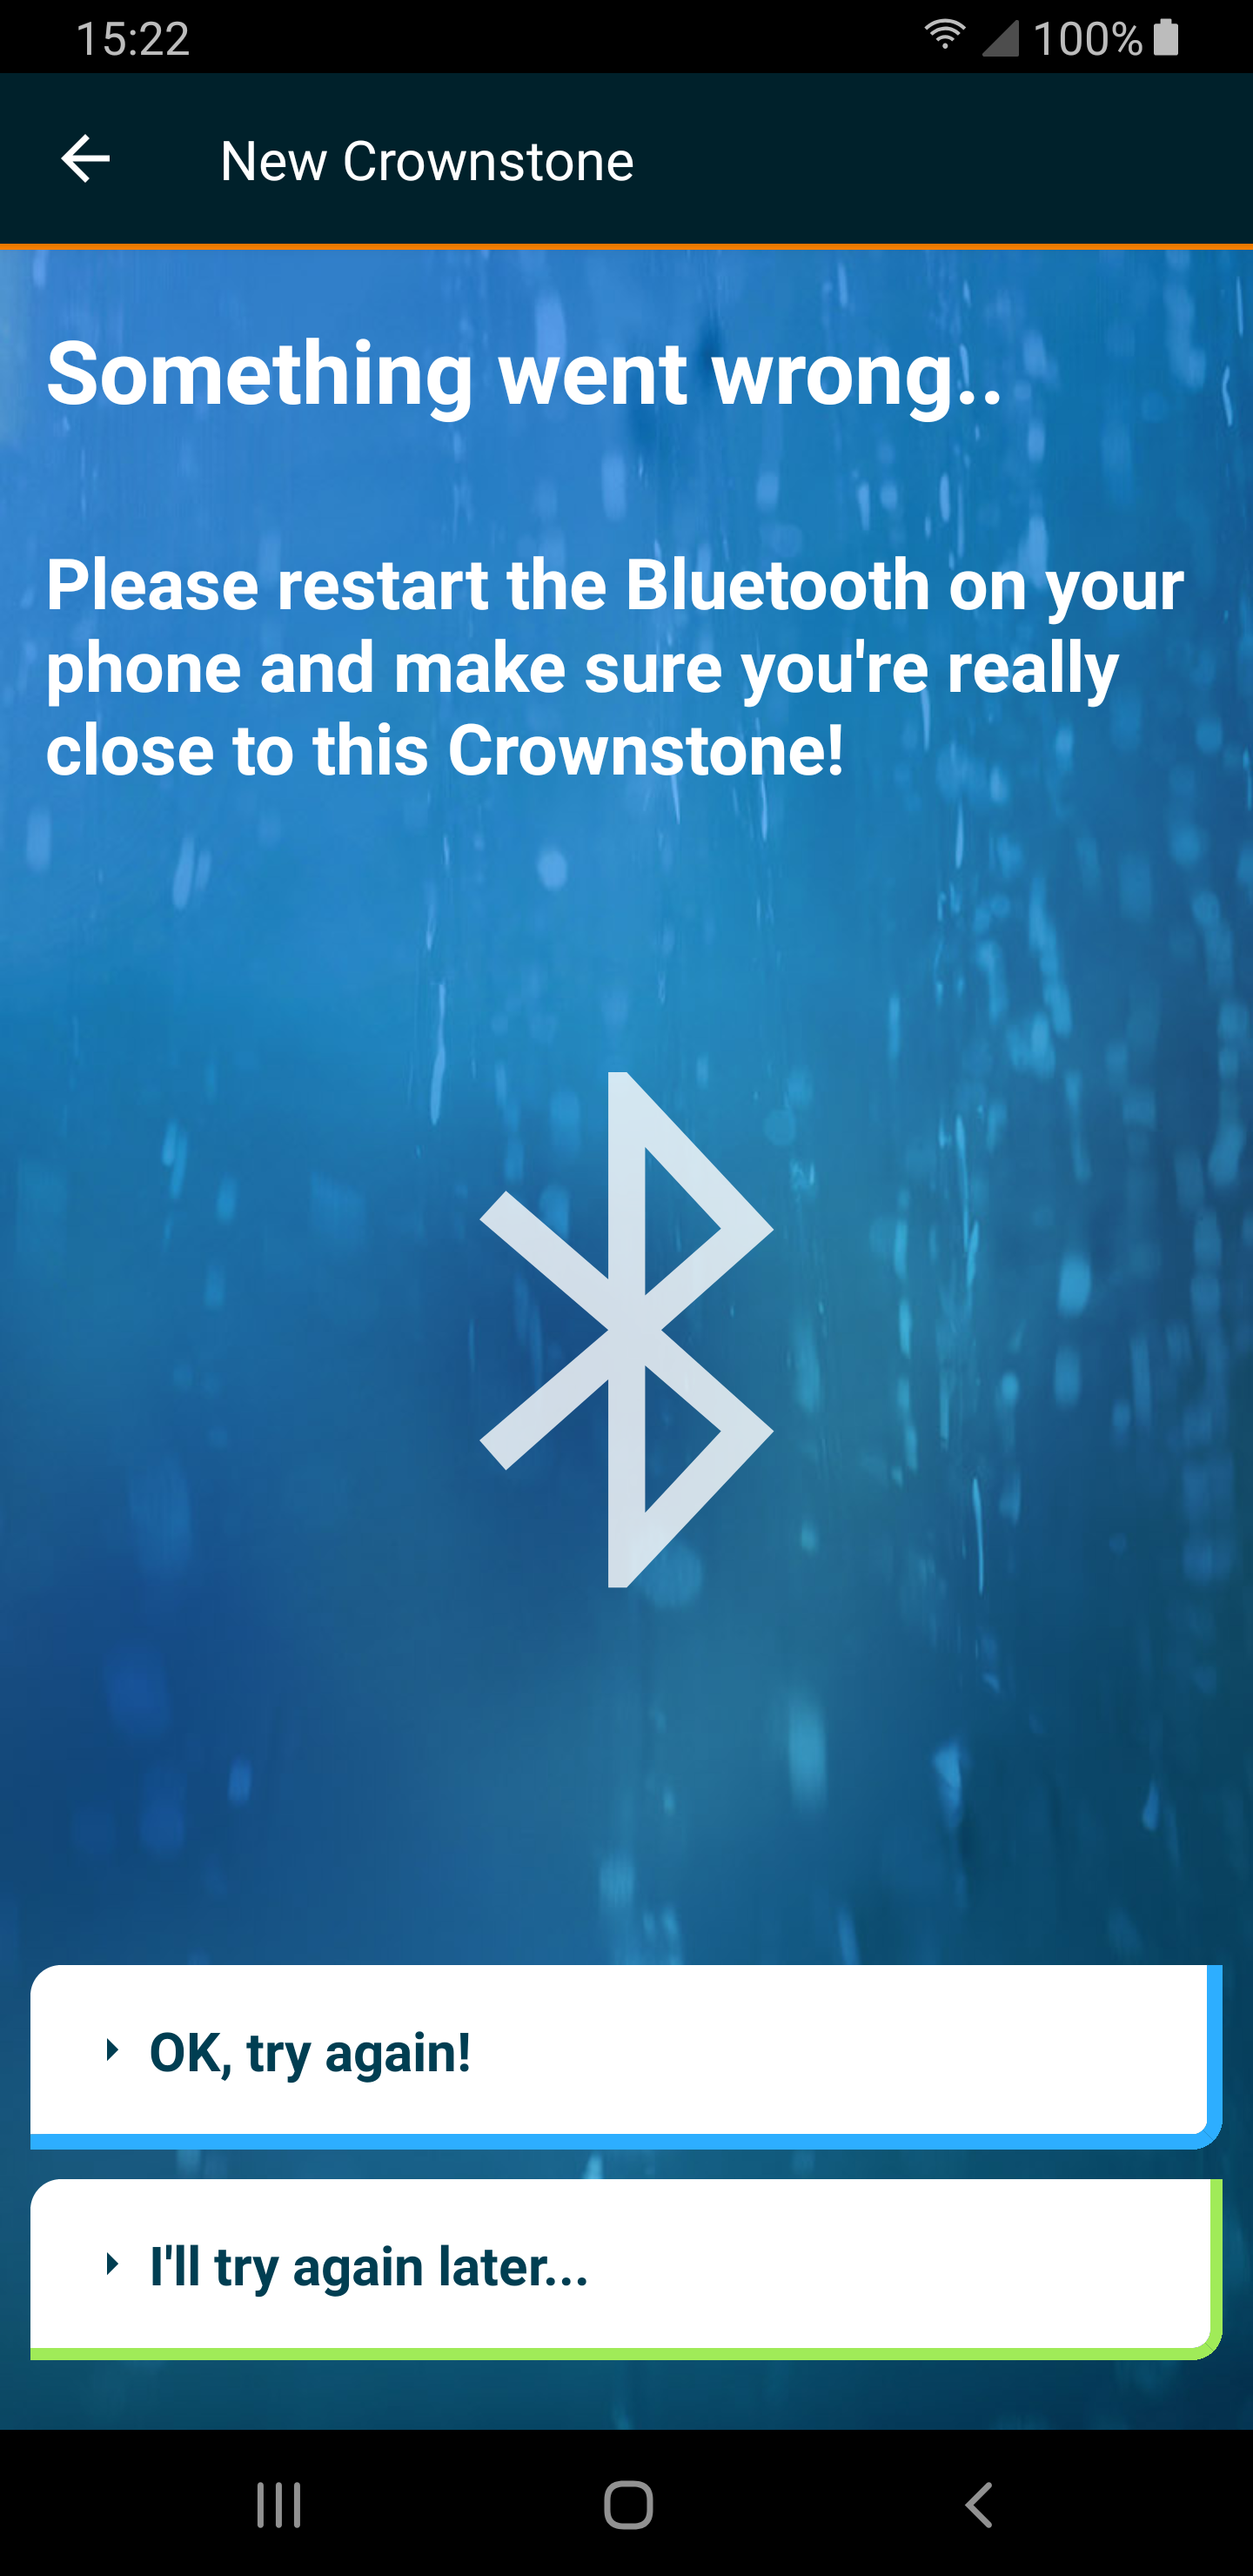 15:22 100%
New Crownstone
Something went wrong..
Please restart the Bluetooth on your
phone and make sure you're really
close to this Crownstone!
OK, try again!
I'll try again later...